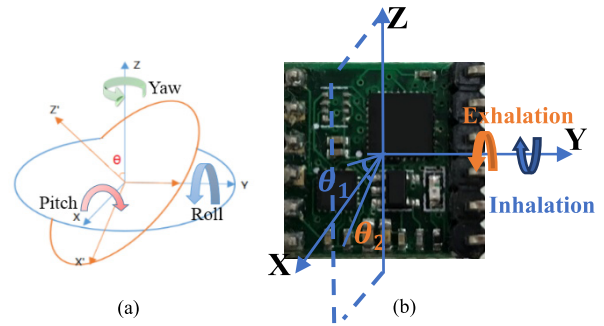 Z
Yaw
Z'
θ
Pitch
Y
X
Roll
X'
(a)
Z
Exhalation
Y
θ1
Inhalation
θ2
X
(b)